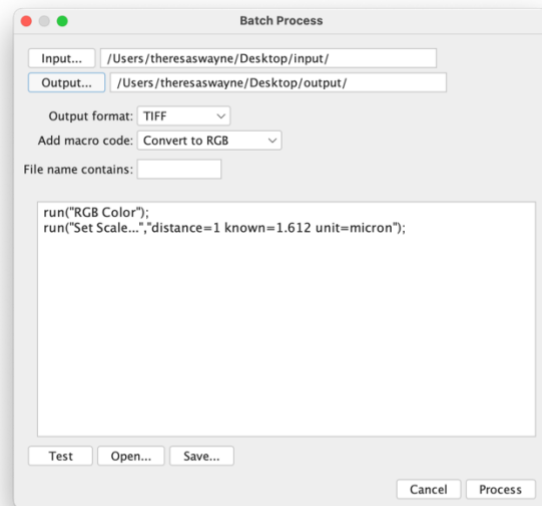 Batch Process
Input... /Users/theresaswayne/Desktop/input/
Output... /Users/theresaswayne/Desktop/output/
Output format: TIFF
Add macro code: Convert to RGB
File name contains:
run("RGB Color");
run("Set Scale...","distance=1 known=1.612 unit=micron");
Test Open... Save...
Cancel Process